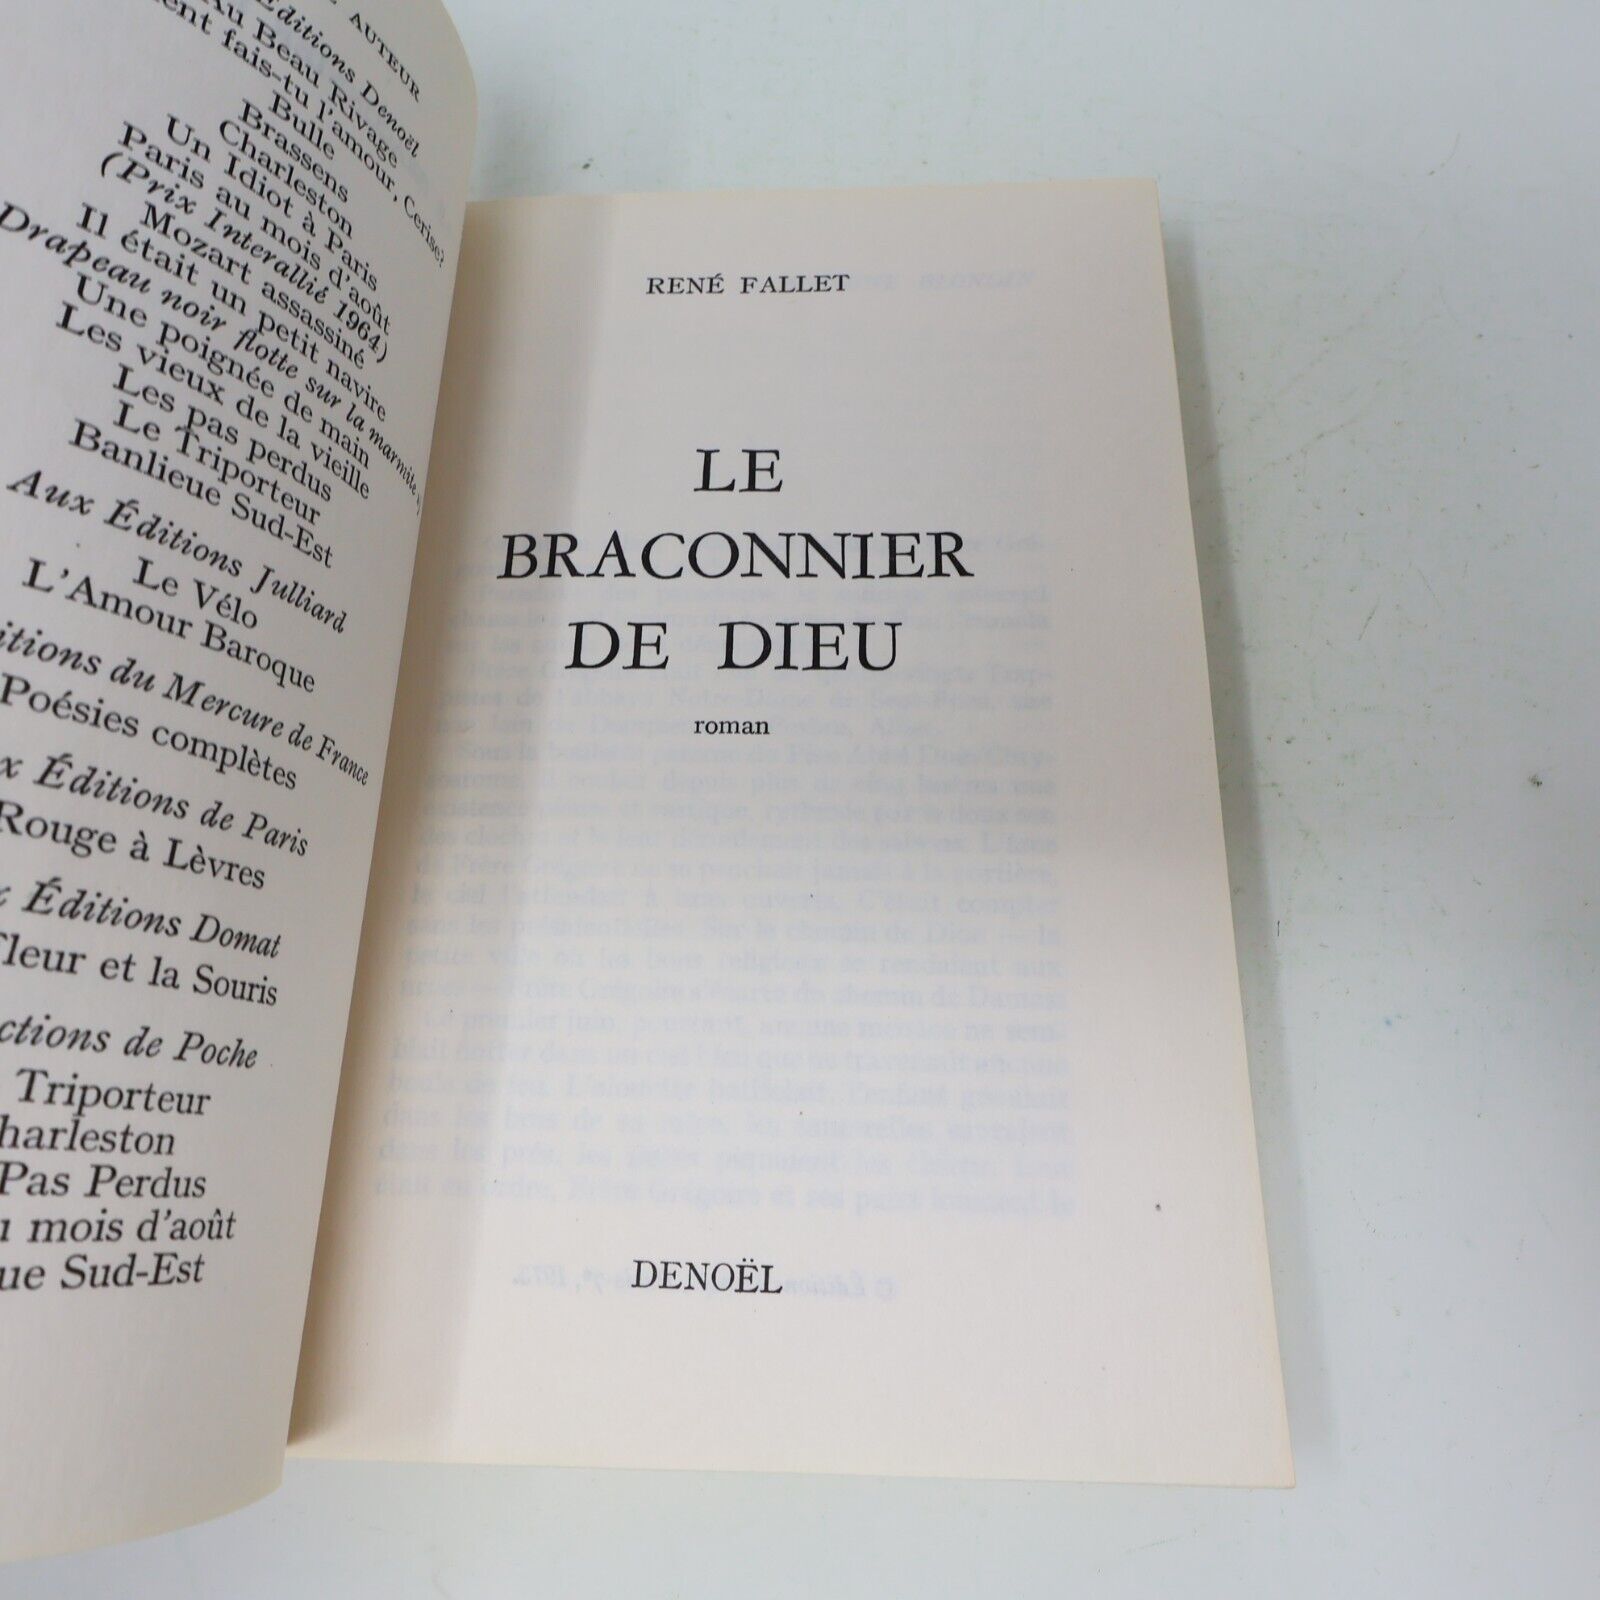 AUTEUR
Éditions Denoël
Au Beau Rivage
fais-tu l'amour, Cerise?
Bulle
Brassens
Charleston
Un Idiot à Paris
Paris au mois d'août
(Prix Interallié 1964)
Mozart assassiné
Il était un petit navire
Drapeau noir flotte sur la marmite
Une poignée de main
Les vieux de la vieille
Les pas perdus
Le Triporteur
Banlieue Sud-Est
Aux Éditions Julliard
Le Vélo
L'Amour Baroque
itions du Mercure de France
Poésies complètes
x Éditions de Paris
Rouge à Lèvres
x Éditions Domat
Fleur et la Souris
ctions de Poche
Triporteur
harleston
Pas Perdus
u mois d'août
ue Sud-Est
RENÉ FALLET
LE
BRACONNIER
DE DIEU
roman
DENOËL